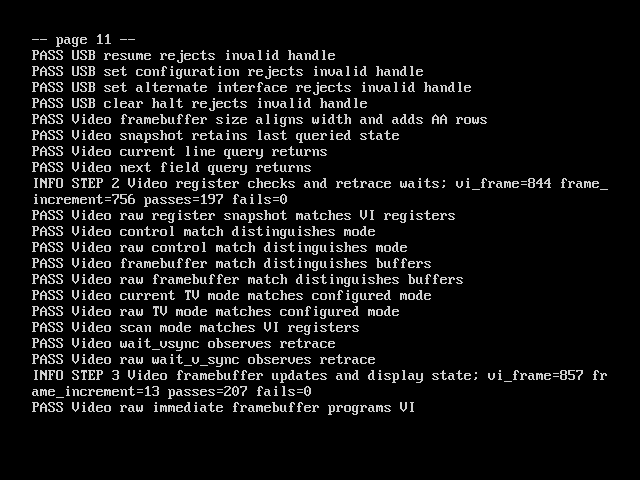 -- page 11 --
PASS USB resume rejects invalid handle
PASS USB set configuration rejects invalid handle
PASS USB set alternate interface rejects invalid handle
PASS USB clear halt rejects invalid handle
PASS Video framebuffer size aligns width and adds AA rows
PASS Video snapshot retains last queried state
PASS Video current line query returns
PASS Video next field query returns
INFO STEP 2 Video register checks and retrace waits; vi_frame=844 frame_
increment=756 passes=197 fails=0
PASS Video raw register snapshot matches VI registers
PASS Video control match distinguishes mode
PASS Video raw control match distinguishes mode
PASS Video framebuffer match distinguishes buffers
PASS Video raw framebuffer match distinguishes buffers
PASS Video current TV mode matches configured mode
PASS Video raw TV mode matches configured mode
PASS Video scan mode matches VI registers
PASS Video wait_vsync observes retrace
PASS Video raw wait_v_sync observes retrace
INFO STEP 3 Video framebuffer updates and display state; vi_frame=857 fr
ame_increment=13 passes=207 fails=0
PASS Video raw immediate framebuffer programs VI